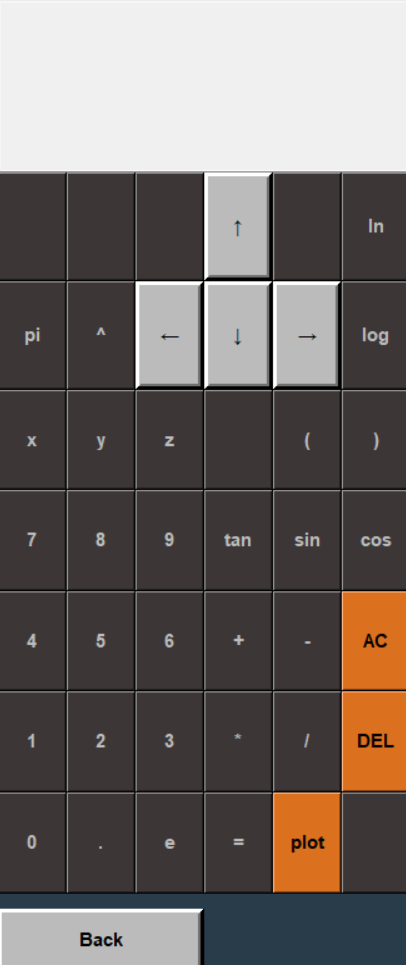 ↑ ln
pi ^ ← ↓ → log
x y z ( )
7 8 9 tan sin cos
4 5 6 + - AC
1 2 3 * / DEL
0 . e = plot
Back